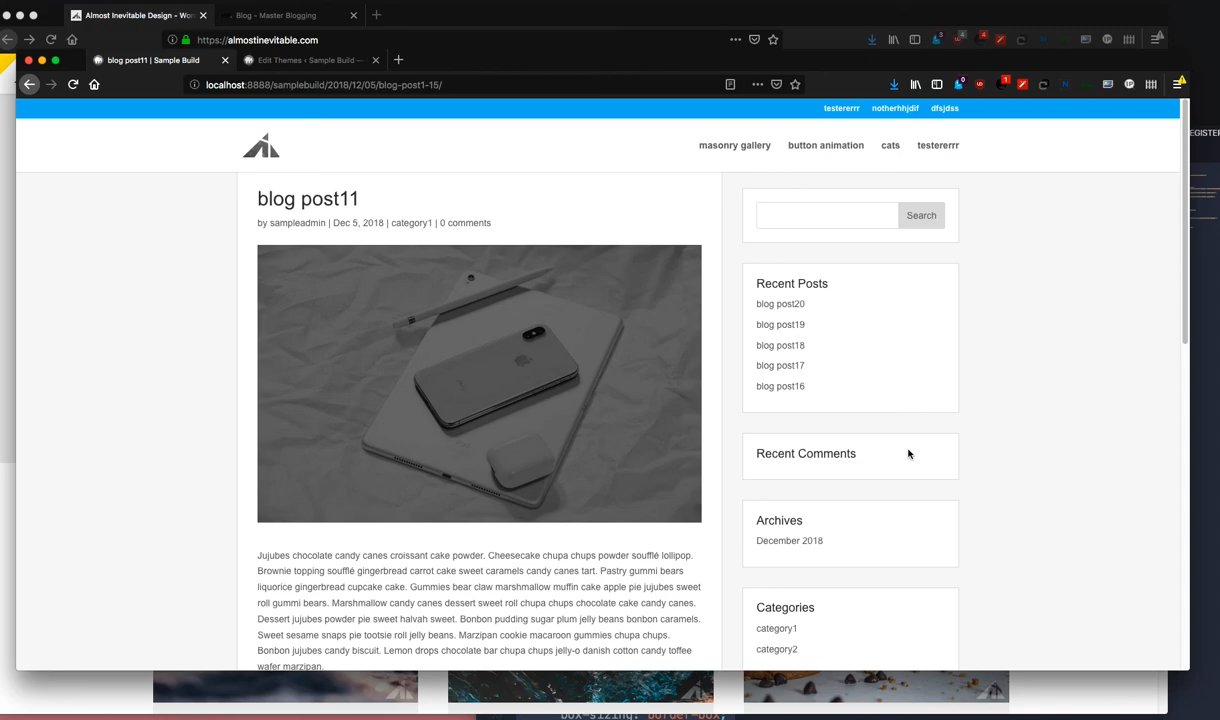 Almost Inevitable Design - Wor
Blog – Master Blogging
https://almostinevitable.com
blog post11 | Sample Build
Edit Themes ‹ Sample Build —
localhost:8888/samplebuild/2018/12/05/blog-post1-15/
testererrr notherhhjdif dfsjdss
EGISTER
masonry gallery button animation cats testererrr
blog post11
by sampleadmin | Dec 5, 2018 | category1 | 0 comments
Search
Recent Posts
blog post20
blog post19
blog post18
blog post17
blog post16
Recent Comments
Archives
December 2018
Categories
category1
category2
Jujubes chocolate candy canes croissant cake powder. Cheesecake chupa chups powder soufflé lollipop.
Brownie topping soufflé gingerbread carrot cake sweet caramels candy canes tart. Pastry gummi bears
liquorice gingerbread cupcake cake. Gummies bear claw marshmallow muffin cake apple pie jujubes sweet
roll gummi bears. Marshmallow candy canes dessert sweet roll chupa chups chocolate cake candy canes.
Dessert jujubes powder pie sweet halvah sweet. Bonbon pudding sugar plum jelly beans bonbon caramels.
Sweet sesame snaps pie tootsie roll jelly beans. Marzipan cookie macaroon gummies chupa chups.
Bonbon jujubes candy biscuit. Lemon drops chocolate bar chupa chups jelly-o danish cotton candy toffee
wafer marzipan.
box-sizing: border-box;